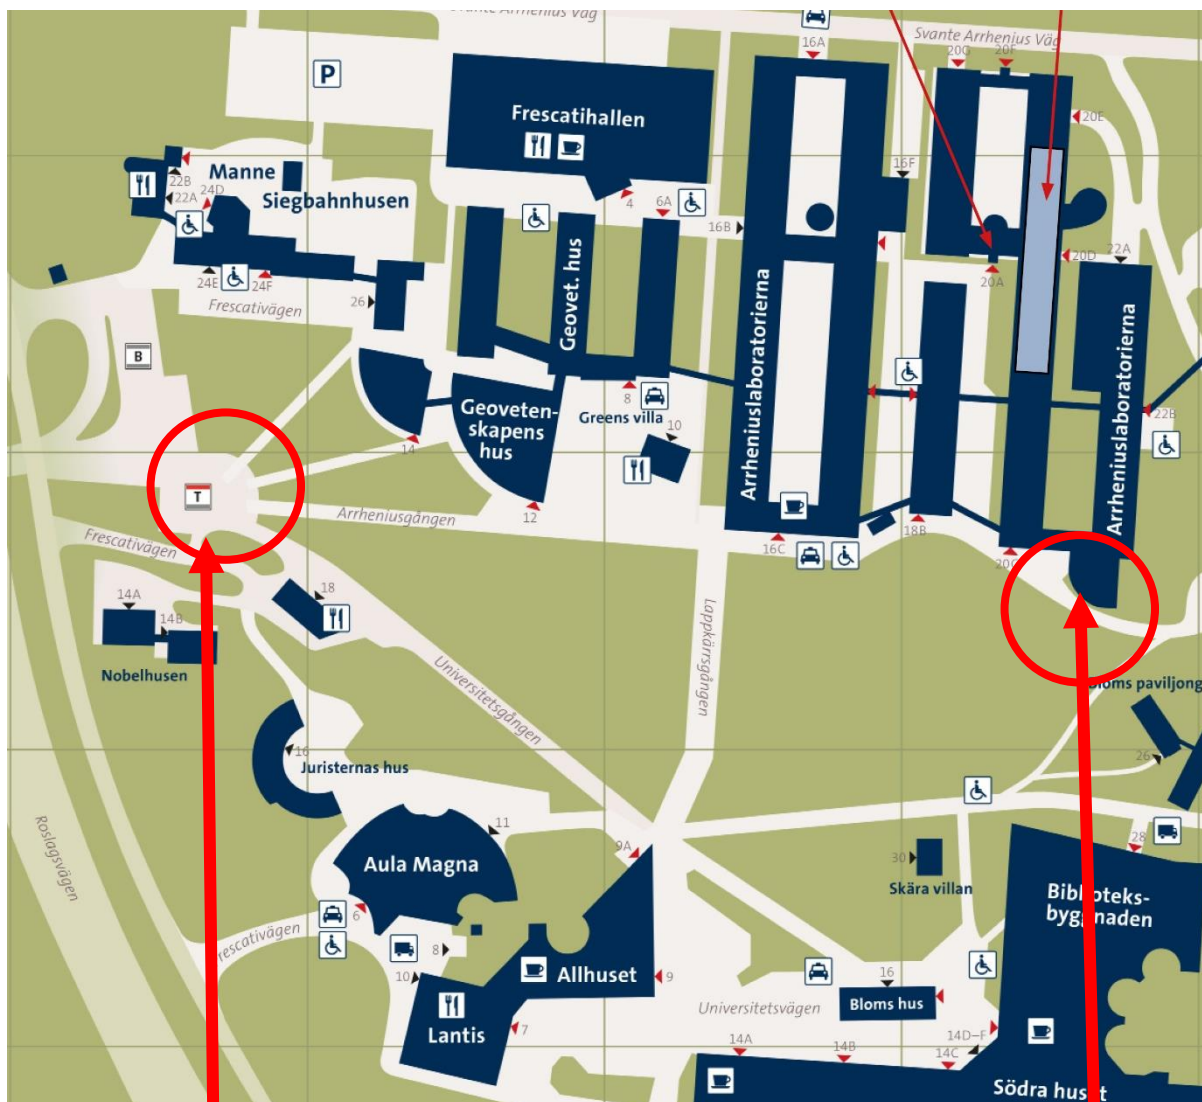 Svante Arrhenius Väg
16A
Svante Arrhenius Väg
20G
20F
P
Frescatihallen
20E
Manne
Siegbahnhusen
22B
22A
24D
16F
4
6A
16B
20D
22A
20A
24E
24F
Frescativägen
26
Geovet. hus
Arrheniuslaboratorierna
Arrheniuslaboratorierna
B
8
Greens villa
10
Geoveten-
skapens
hus
14
22B
T
12
Arrheniusgången
16C
18B
Frescativägen
18
14A
14B
Nobelhusen
Lappkärrsgången
Universitetsgången
paviljong
26
16
Juristernas hus
Roslagsvägen
11
9A
Aula Magna
28
30
Skära villan
Biblioteks-
byggnaden
6
8
10
Allhuset
9
16
Bloms hus
Universitetsvägen
Lantis
7
14D–F
14A
14B
14C
Södra huset